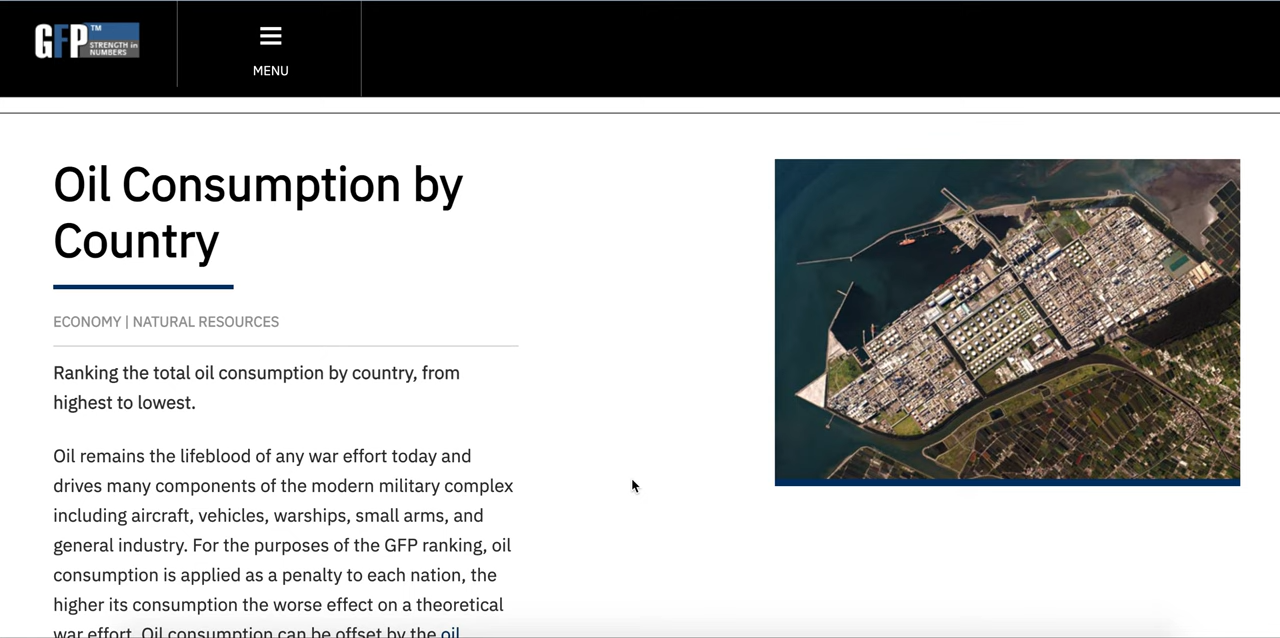 GFP™
STRENGTH in
NUMBERS
MENU
Oil Consumption by
Country
ECONOMY | NATURAL RESOURCES
Ranking the total oil consumption by country, from
highest to lowest.
Oil remains the lifeblood of any war effort today and
drives many components of the modern military complex
including aircraft, vehicles, warships, small arms, and
general industry. For the purposes of the GFP ranking, oil
consumption is applied as a penalty to each nation, the
higher its consumption the worse effect on a theoretical
war effort. Oil consumption can be offset by the oil